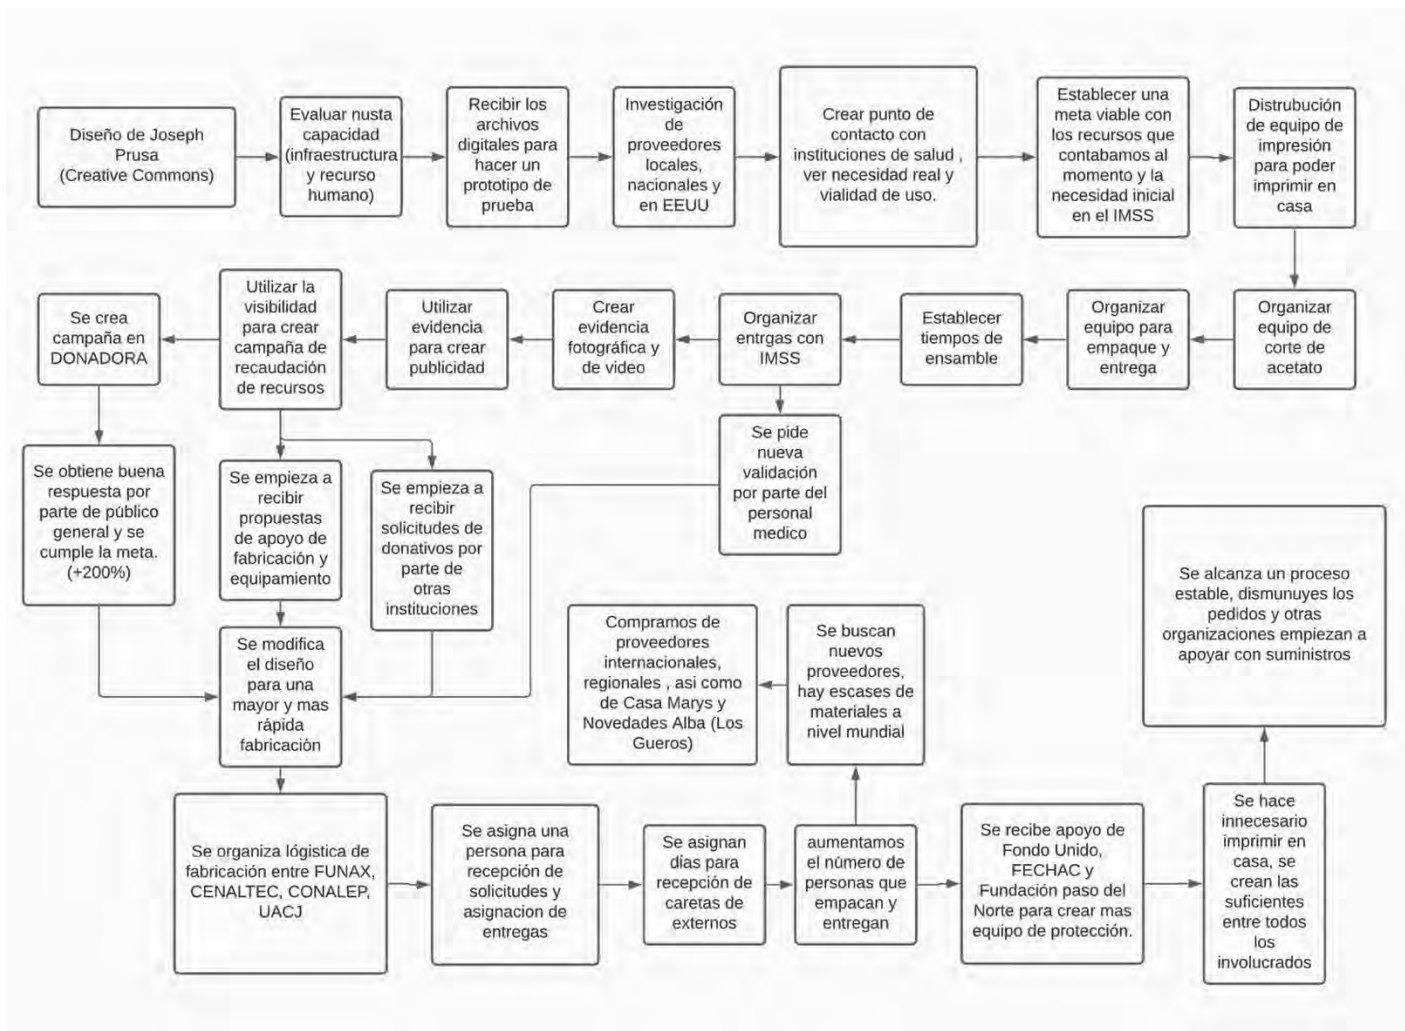 Diseño de Joseph
Prusa
(Creative Commons)
Evaluar nusta
capacidad
(infraestructura
y recurso
humano)
Recibir los
archivos
digitales para
hacer un
prototipo de
prueba
Investigación
de
proveedores
locales,
nacionales y
en EEUU
Crear punto de
contacto con
instituciones de salud ,
ver necesidad real y
vialidad de uso.
Establecer una
meta viable con
los recursos que
contabamos al
momento y la
necesidad inicial
en el IMSS
Distrubución
de equipo de
impresión
para poder
imprimir en
casa
Organizar
equipo de
corte de
acetato
Organizar
equipo para
empaque y
entrega
Establecer
tiempos de
ensamble
Organizar
entrgas con
IMSS
Crear
evidencia
fotográfica y
de video
Utilizar
evidencia
para crear
publicidad
Utilizar la
visibilidad
para crear
campaña de
recaudación
de recursos
Se crea
campaña en
DONADORA
Se obtiene buena
respuesta por
parte de público
general y se
cumple la meta.
(+200%)
Se empieza a
recibir
propuestas
de apoyo de
fabricación y
equipamiento
Se empieza a
recibir
solicitudes de
donativos por
parte de
otras
instituciones
Se pide
nueva
validación
por parte del
personal
medico
Se modifica
el diseño
para una
mayor y mas
rápida
fabricación
Se organiza lógistica de
fabricación entre FUNAX,
CENALTEC, CONALEP,
UACJ
Se asigna una
persona para
recepción de
solicitudes y
asignacion de
entregas
Se asignan
días para
recepción de
caretas de
externos
aumentamos
el número de
personas que
empacan y
entregan
Se buscan
nuevos
proveedores,
hay escases de
materiales a
nivel mundial
Compramos de
proveedores
internacionales,
regionales , asi como
de Casa Marys y
Novedades Alba (Los
Gueros)
Se recibe apoyo de
Fondo Unido,
FECHAC y
Fundación paso del
Norte para crear mas
equipo de protección.
Se hace
innecesario
imprimir en
casa, se
crean las
suficientes
entre todos
los
involucrados
Se alcanza un proceso
estable, dismunuyes los
pedidos y otras
organizaciones empiezan a
apoyar con suministros